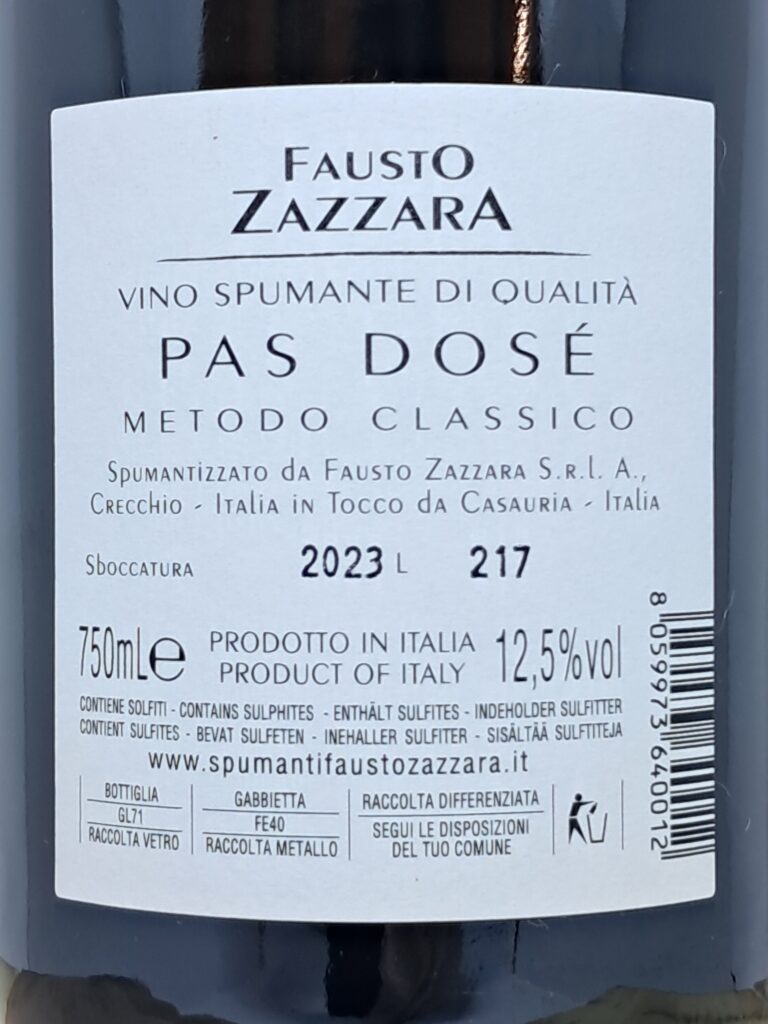 FAUSTO
ZAZZARA
VINO SPUMANTE DI QUALITÀ
PAS DOSÉ
METODO CLASSICO
SPUMANTIZZATO DA FAUSTO ZAZZARA S.R.L. A.,
CRECCHIO - ITALIA IN TOCCO DA CASAURIA - ITALIA
SBOCCATURA 2023 L 217
750mL e PRODOTTO IN ITALIA 12,5%vol
PRODUCT OF ITALY
CONTIENE SOLFITI - CONTAINS SULPHITES - ENTHÄLT SULFITES - INDEHOLDER SULFITTER
CONTIENT SULFITES - BEVAT SULFETEN - INEHALLER SULFITER - SISÄLTÄÄ SULFTITEJA
www.spumantifaustozazzara.it
BOTTIGLIA
GL71
RACCOLTA VETRO
GABBIETTA
FE40
RACCOLTA METALLO
RACCOLTA DIFFERENZIATA
SEGUI LE DISPOSIZIONI
DEL TUO COMUNE
8 059973 640012